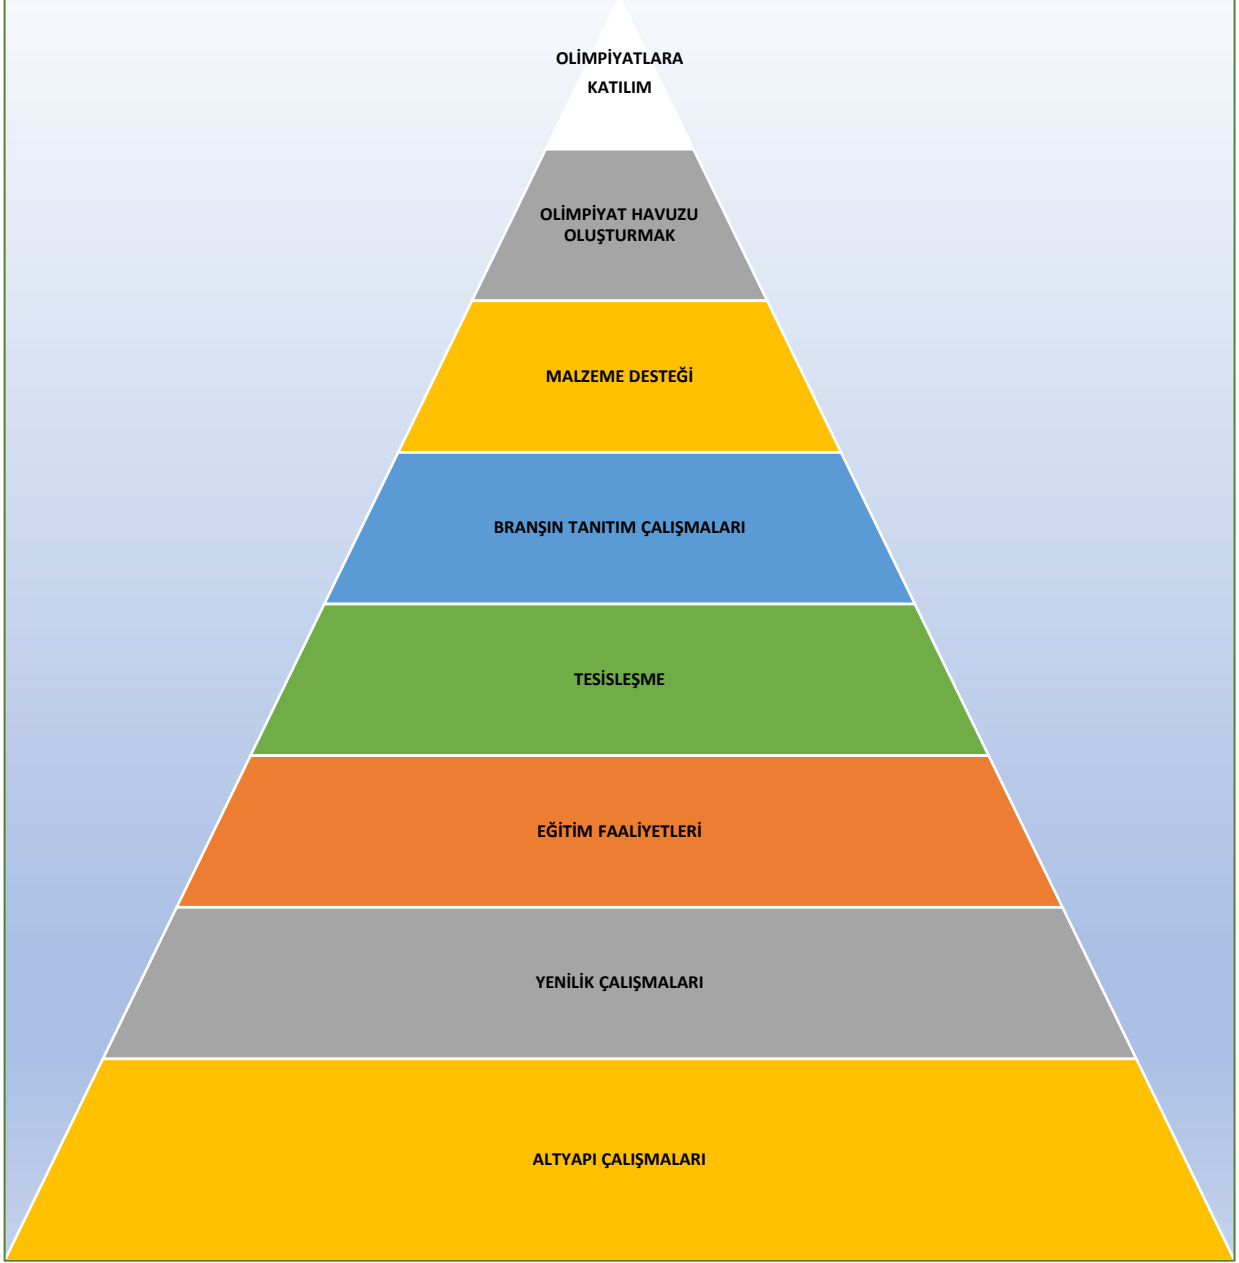 OLİMPİYATLARA
KATILIM
OLİMPİYAT HAVUZU
OLUŞTURMAK
MALZEME DESTEĞİ
BRANŞIN TANITIM ÇALIŞMALARI
TESİSLEŞME
EĞİTİM FAALİYETLERİ
YENİLİK ÇALIŞMALARI
ALTYAPI ÇALIŞMALARI